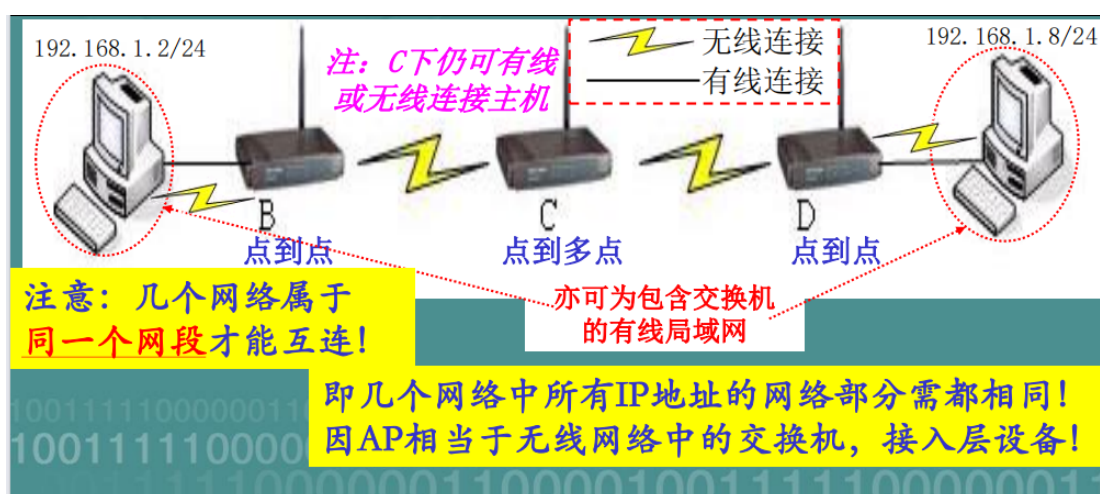 192.168.1.2/24
注：C下仍可有线
或无线连接主机
无线连接
有线连接
192.168.1.8/24
B
C
D
点到点
点到多点
点到点
注意：几个网络属于
同一个网段才能互连！
亦可为包含交换机
的有线局域网
即几个网络中所有IP地址的网络部分需都相同！
因AP相当于无线网络中的交换机，接入层设备！